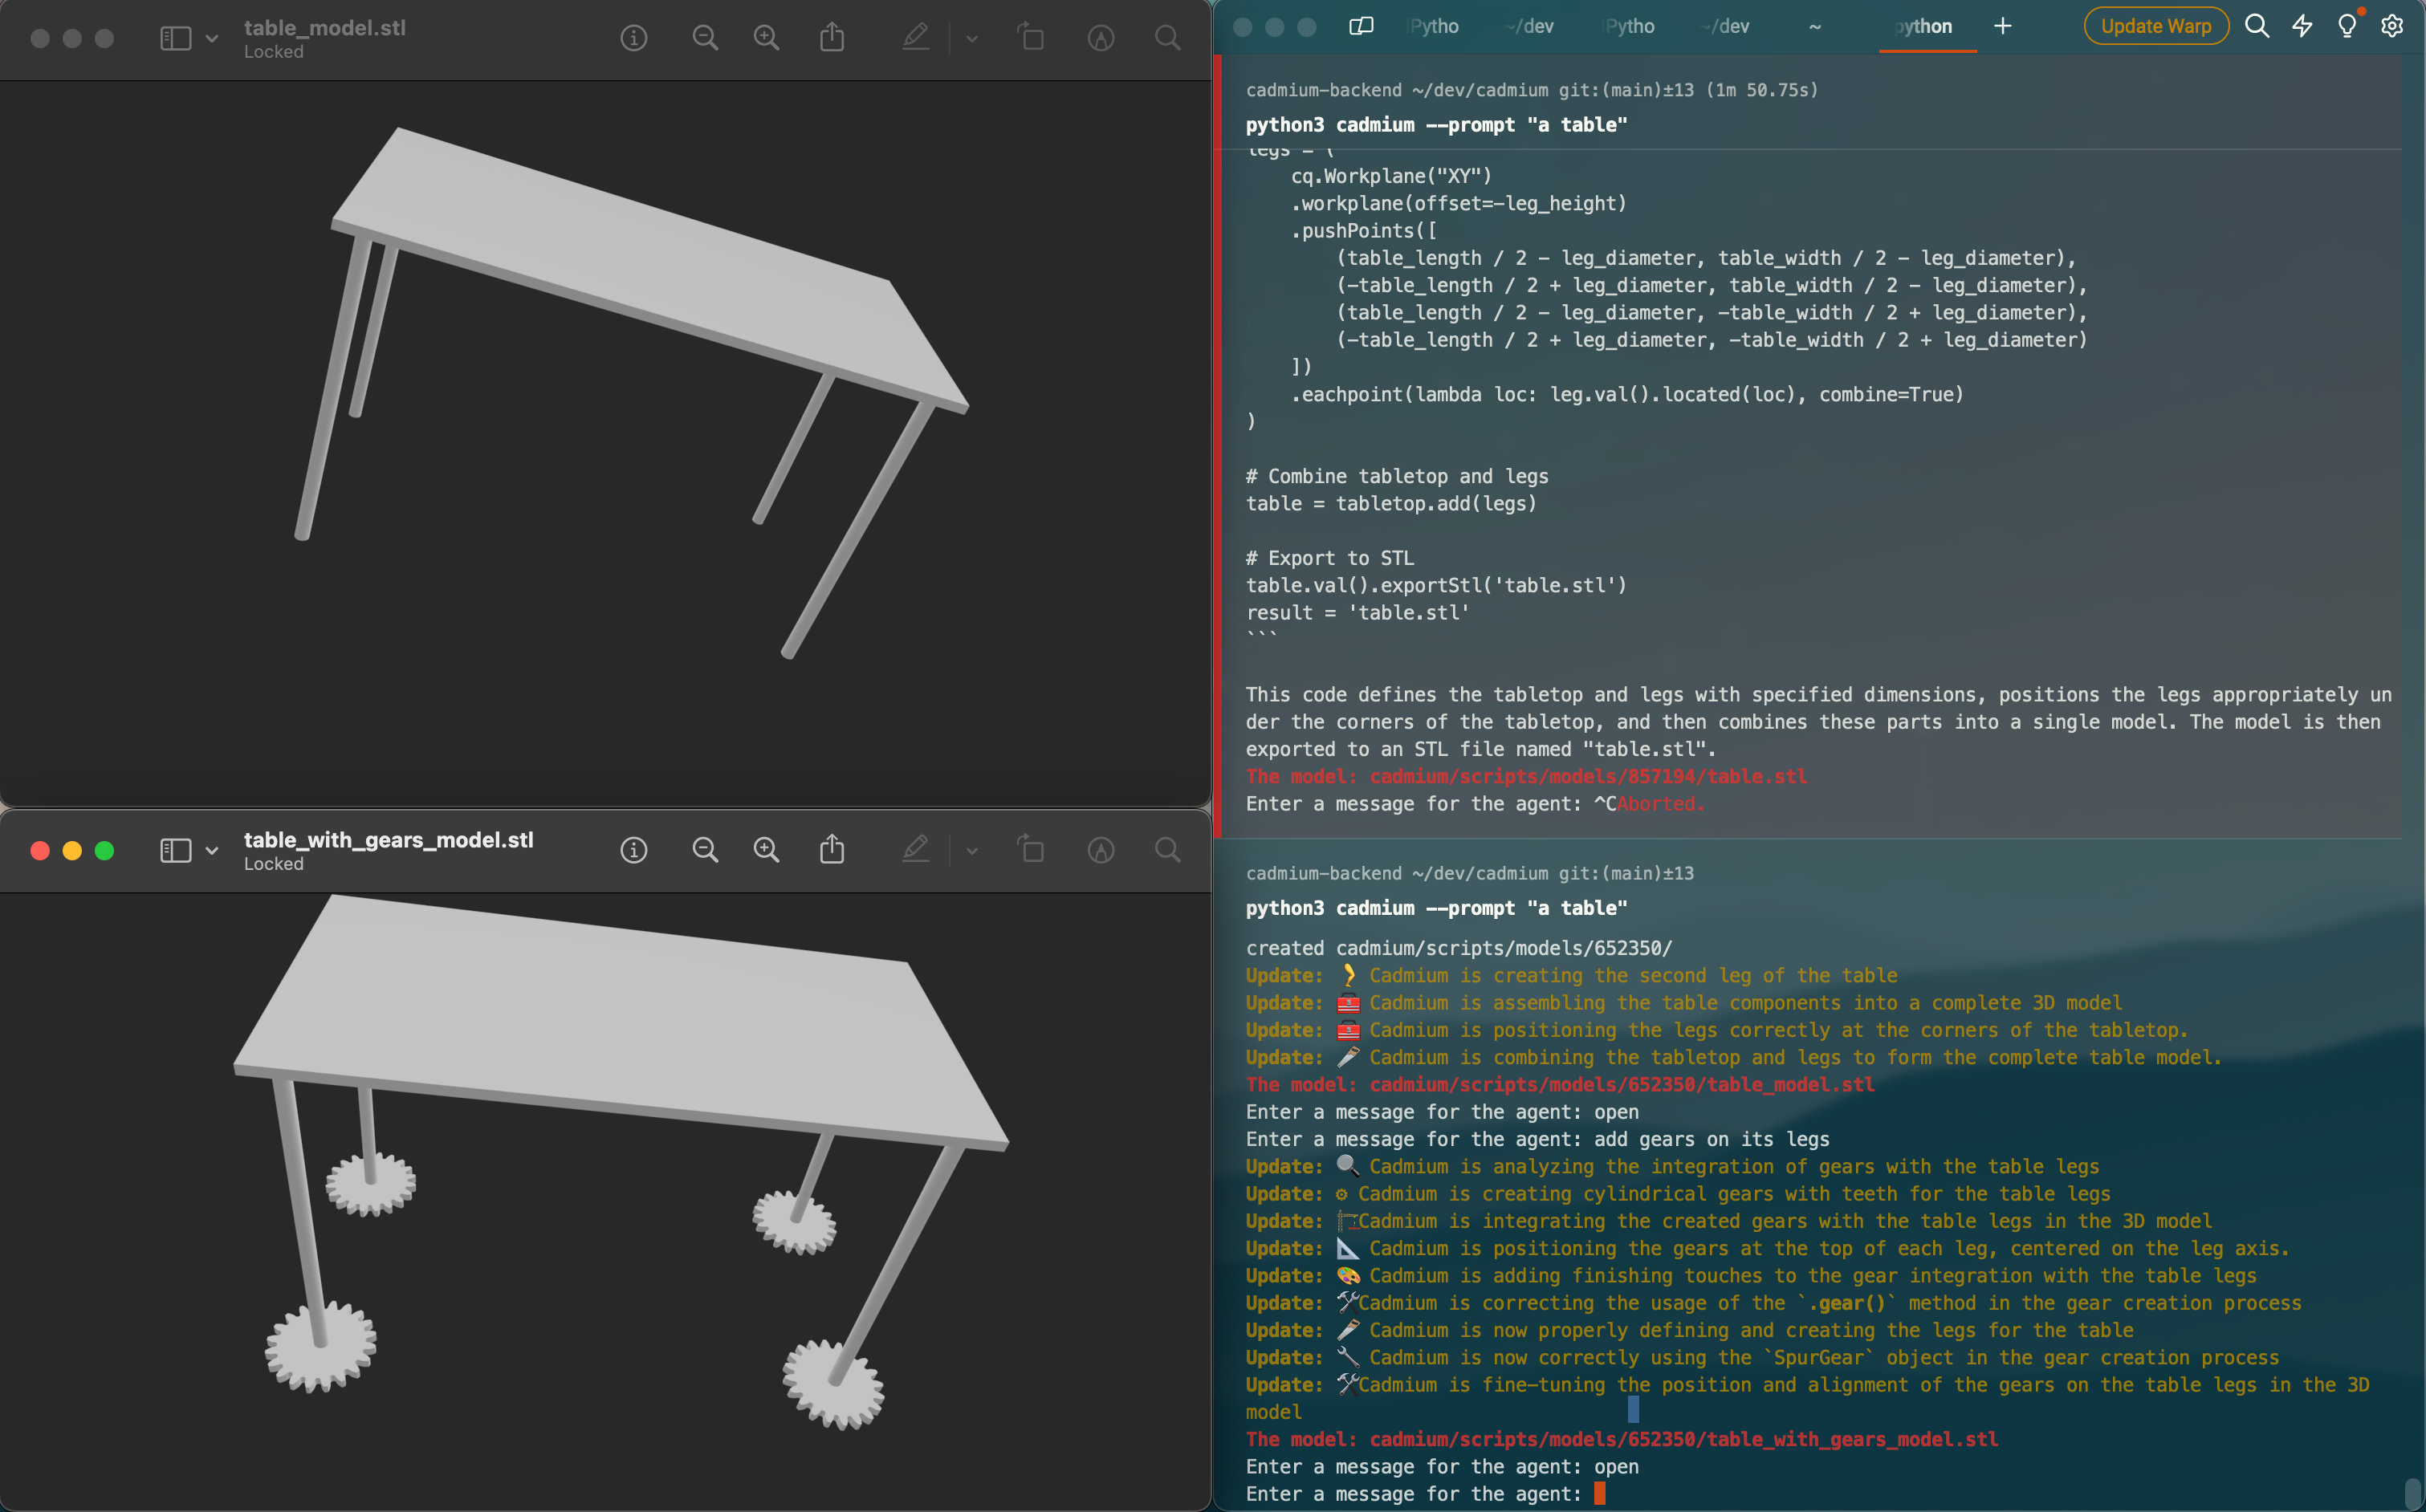 table_model.stl
Locked
table_with_gears_model.stl
Locked
Pytho ~/dev Pytho ~/dev ~ python + Update Warp
cadmium-backend ~/dev/cadmium git:(main)±13 (1m 50.75s)
python3 cadmium --prompt "a table"
legs = (
    cq.Workplane("XY")
    .workplane(offset=-leg_height)
    .pushPoints([
        (table_length / 2 - leg_diameter, table_width / 2 - leg_diameter),
        (-table_length / 2 + leg_diameter, table_width / 2 - leg_diameter),
        (table_length / 2 - leg_diameter, -table_width / 2 + leg_diameter),
        (-table_length / 2 + leg_diameter, -table_width / 2 + leg_diameter)
    ])
    .eachpoint(lambda loc: leg.val().located(loc), combine=True)
)
# Combine tabletop and legs
table = tabletop.add(legs)
# Export to STL
table.val().exportStl('table.stl')
result = 'table.stl'
```
This code defines the tabletop and legs with specified dimensions, positions the legs appropriately un
der the corners of the tabletop, and then combines these parts into a single model. The model is then
exported to an STL file named "table.stl".
The model: cadmium/scripts/models/857194/table.stl
Enter a message for the agent: ^CAborted.
cadmium-backend ~/dev/cadmium git:(main)±13
python3 cadmium --prompt "a table"
created cadmium/scripts/models/652350/
Update: 🦿 Cadmium is creating the second leg of the table
Update: 🧰 Cadmium is assembling the table components into a complete 3D model
Update: 🧰 Cadmium is positioning the legs correctly at the corners of the tabletop.
Update: 🪚 Cadmium is combining the tabletop and legs to form the complete table model.
The model: cadmium/scripts/models/652350/table_model.stl
Enter a message for the agent: open
Enter a message for the agent: add gears on its legs
Update: 🔍 Cadmium is analyzing the integration of gears with the table legs
Update: ⚙ Cadmium is creating cylindrical gears with teeth for the table legs
Update: 🏗Cadmium is integrating the created gears with the table legs in the 3D model
Update: 📐 Cadmium is positioning the gears at the top of each leg, centered on the leg axis.
Update: 🎨 Cadmium is adding finishing touches to the gear integration with the table legs
Update: 🛠Cadmium is correcting the usage of the `.gear()` method in the gear creation process
Update: 🪚 Cadmium is now properly defining and creating the legs for the table
Update: 🔧 Cadmium is now correctly using the `SpurGear` object in the gear creation process
Update: 🛠Cadmium is fine-tuning the position and alignment of the gears on the table legs in the 3D
model
The model: cadmium/scripts/models/652350/table_with_gears_model.stl
Enter a message for the agent: open
Enter a message for the agent: